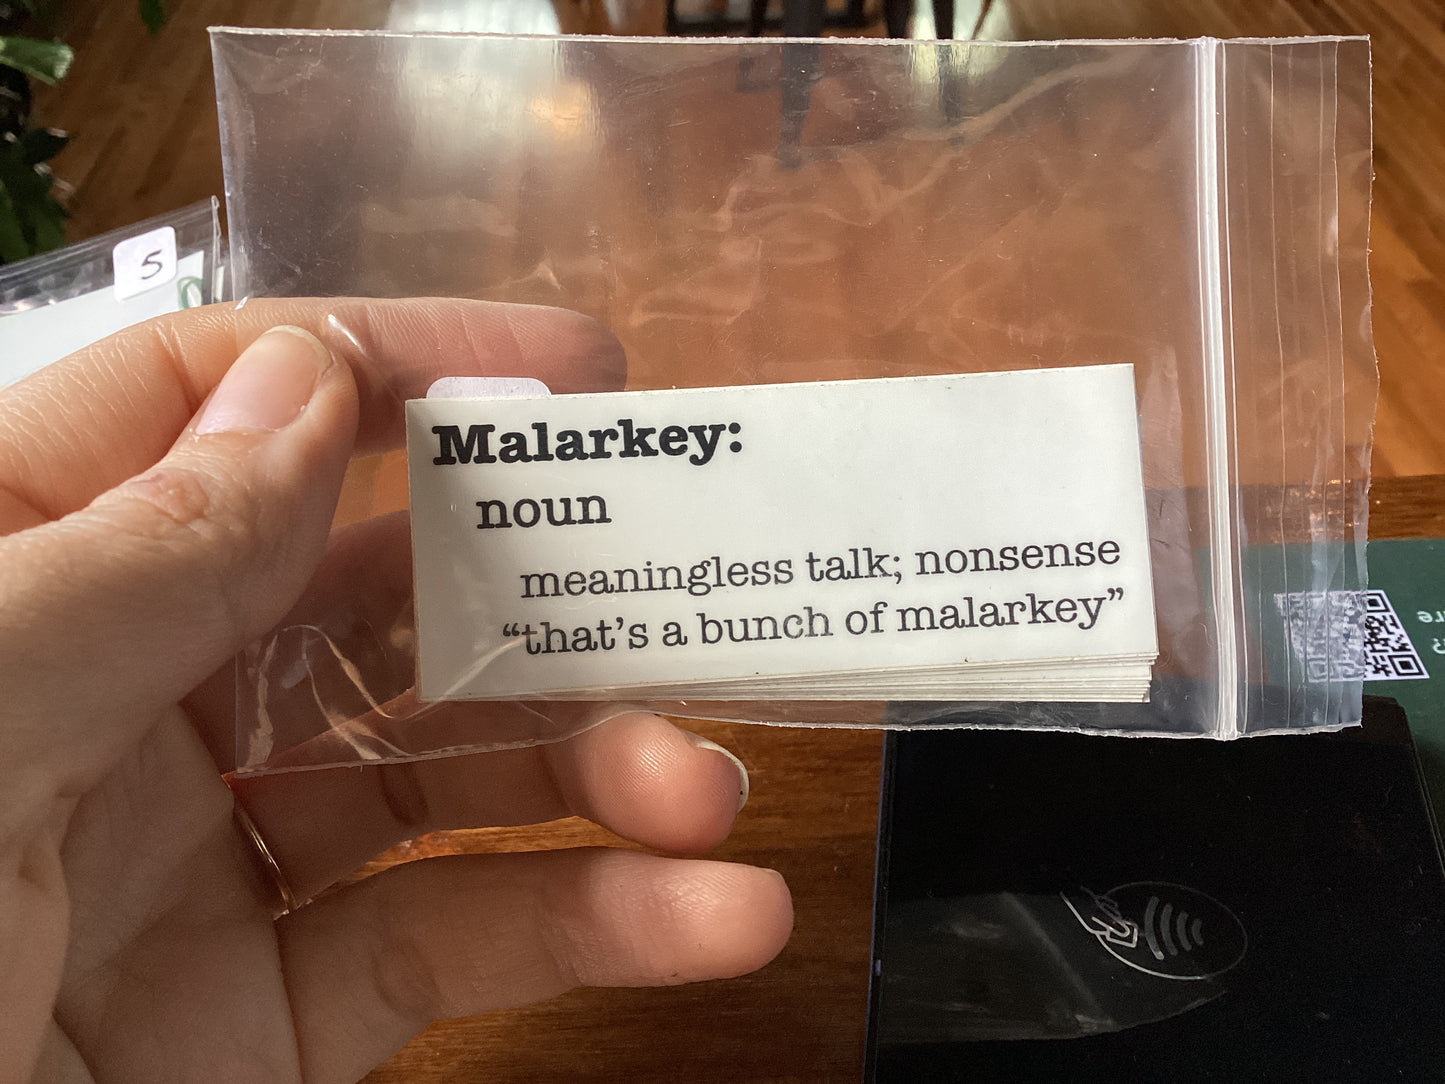 5
Malarkey:
noun
meaningless talk; nonsense
“that’s a bunch of malarkey”